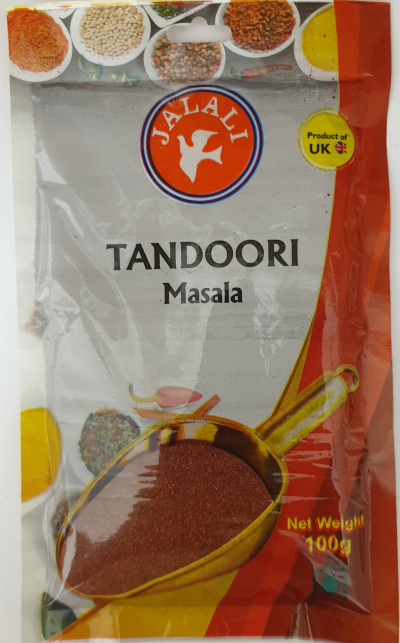 JALALI
Product of
UK
TANDOORI
Masala
Net Weight
100g